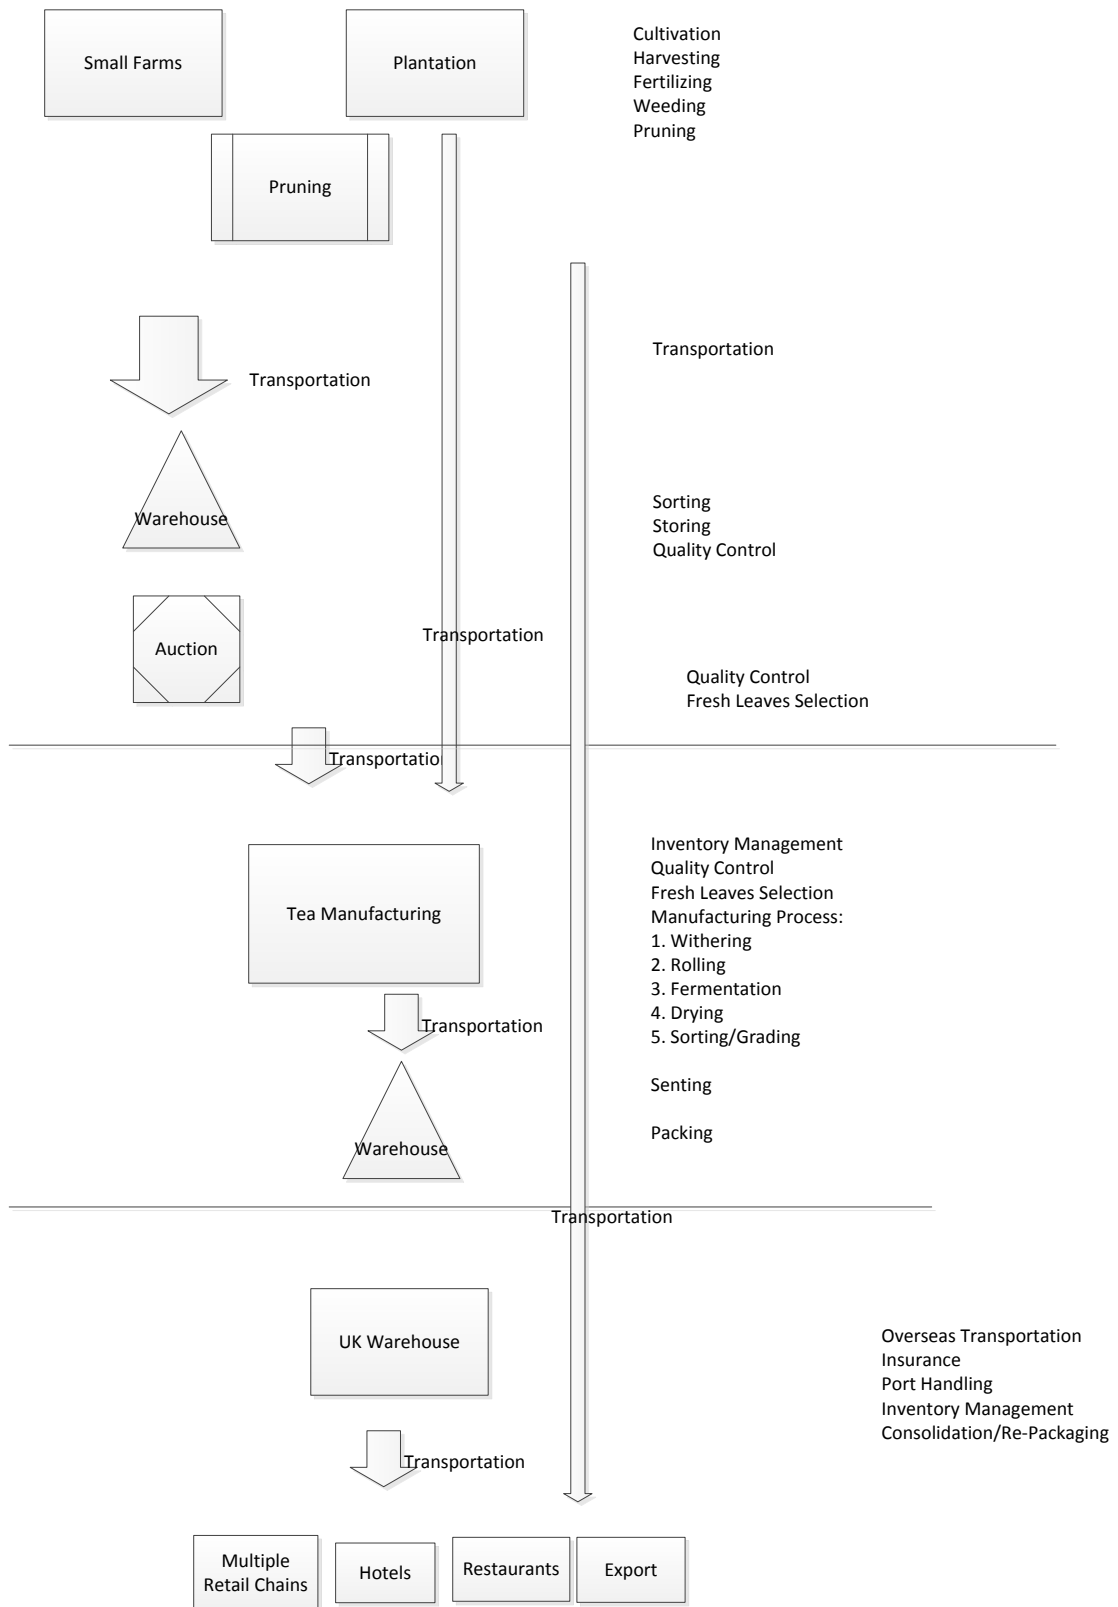 Small Farms
Plantation
Cultivation
Harvesting
Fertilizing
Weeding
Pruning
Pruning
Transportation
Transportation
Warehouse
Sorting
Storing
Quality Control
Auction
Transportation
Quality Control
Fresh Leaves Selection
Transportation
Tea Manufacturing
Inventory Management
Quality Control
Fresh Leaves Selection
Manufacturing Process:
1. Withering
2. Rolling
3. Fermentation
4. Drying
5. Sorting/Grading
Transportation
Senting
Packing
Warehouse
Transportation
UK Warehouse
Overseas Transportation
Insurance
Port Handling
Inventory Management
Consolidation/Re-Packaging
Transportation
Multiple
Retail Chains
Hotels
Restaurants
Export